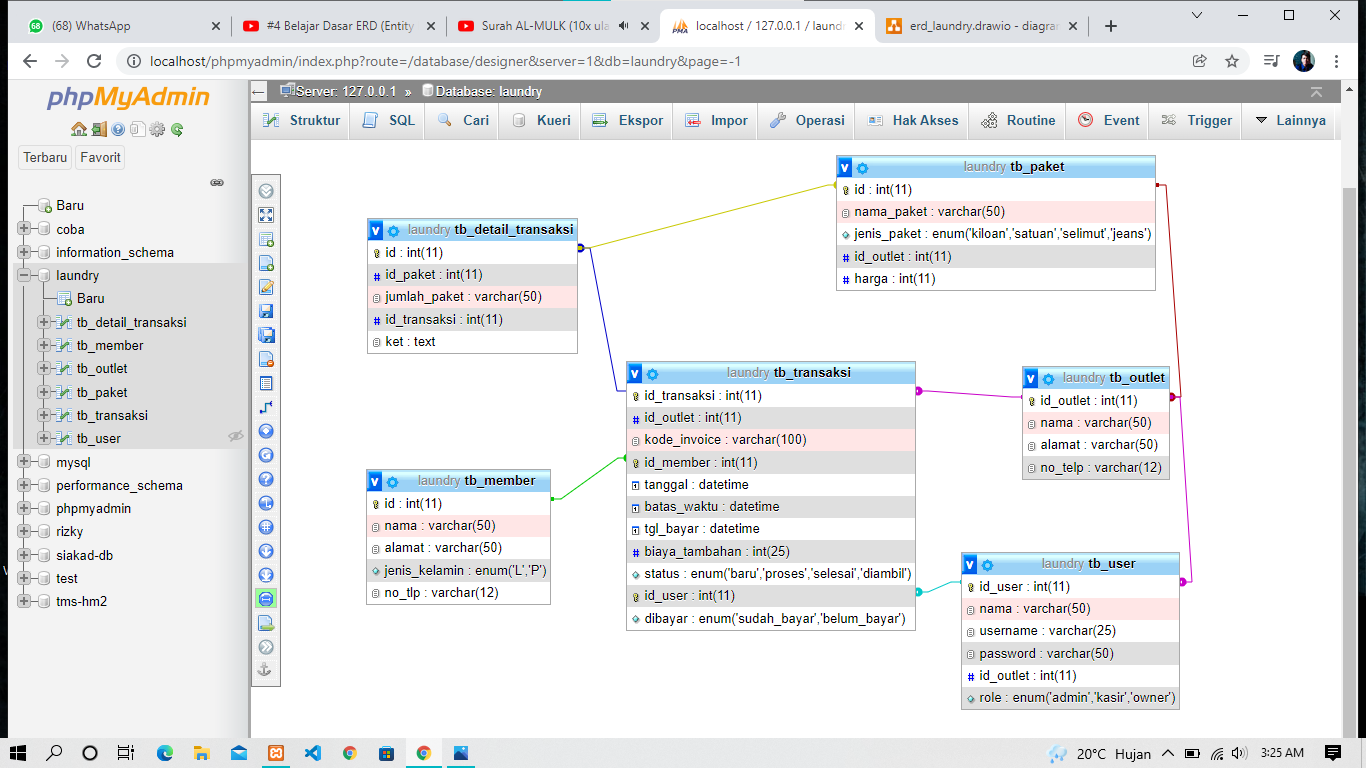 (68) WhatsApp
#4 Belajar Dasar ERD (Entity
Surah AL-MULK (10x ula
localhost / 127.0.0.1 / laundr
erd_laundry.drawio - diagran
localhost/phpmyadmin/index.php?route=/database/designer&server=1&db=laundry&page=-1
phpMyAdmin
Terbaru Favorit
Baru
coba
information_schema
laundry
Baru
tb_detail_transaksi
tb_member
tb_outlet
tb_paket
tb_transaksi
tb_user
mysql
performance_schema
phpmyadmin
rizky
siakad-db
test
tms-hm2
Server: 127.0.0.1 » Database: laundry
Struktur SQL Cari Kueri Ekspor Impor Operasi Hak Akses Routine Event Trigger Lainnya
v laundry tb_paket
id : int(11)
nama_paket : varchar(50)
jenis_paket : enum('kiloan','satuan','selimut','jeans')
# id_outlet : int(11)
# harga : int(11)
v laundry tb_detail_transaksi
id : int(11)
# id_paket : int(11)
jumlah_paket : varchar(50)
# id_transaksi : int(11)
ket : text
v laundry tb_transaksi
id_transaksi : int(11)
# id_outlet : int(11)
kode_invoice : varchar(100)
id_member : int(11)
tanggal : datetime
batas_waktu : datetime
tgl_bayar : datetime
# biaya_tambahan : int(25)
status : enum('baru','proses','selesai','diambil')
id_user : int(11)
dibayar : enum('sudah_bayar','belum_bayar')
v laundry tb_outlet
id_outlet : int(11)
nama : varchar(50)
alamat : varchar(50)
no_telp : varchar(12)
v laundry tb_member
id : int(11)
nama : varchar(50)
alamat : varchar(50)
jenis_kelamin : enum('L','P')
no_tlp : varchar(12)
v laundry tb_user
id_user : int(11)
nama : varchar(50)
username : varchar(25)
password : varchar(50)
# id_outlet : int(11)
role : enum('admin','kasir','owner')
20°C Hujan 3:25 AM